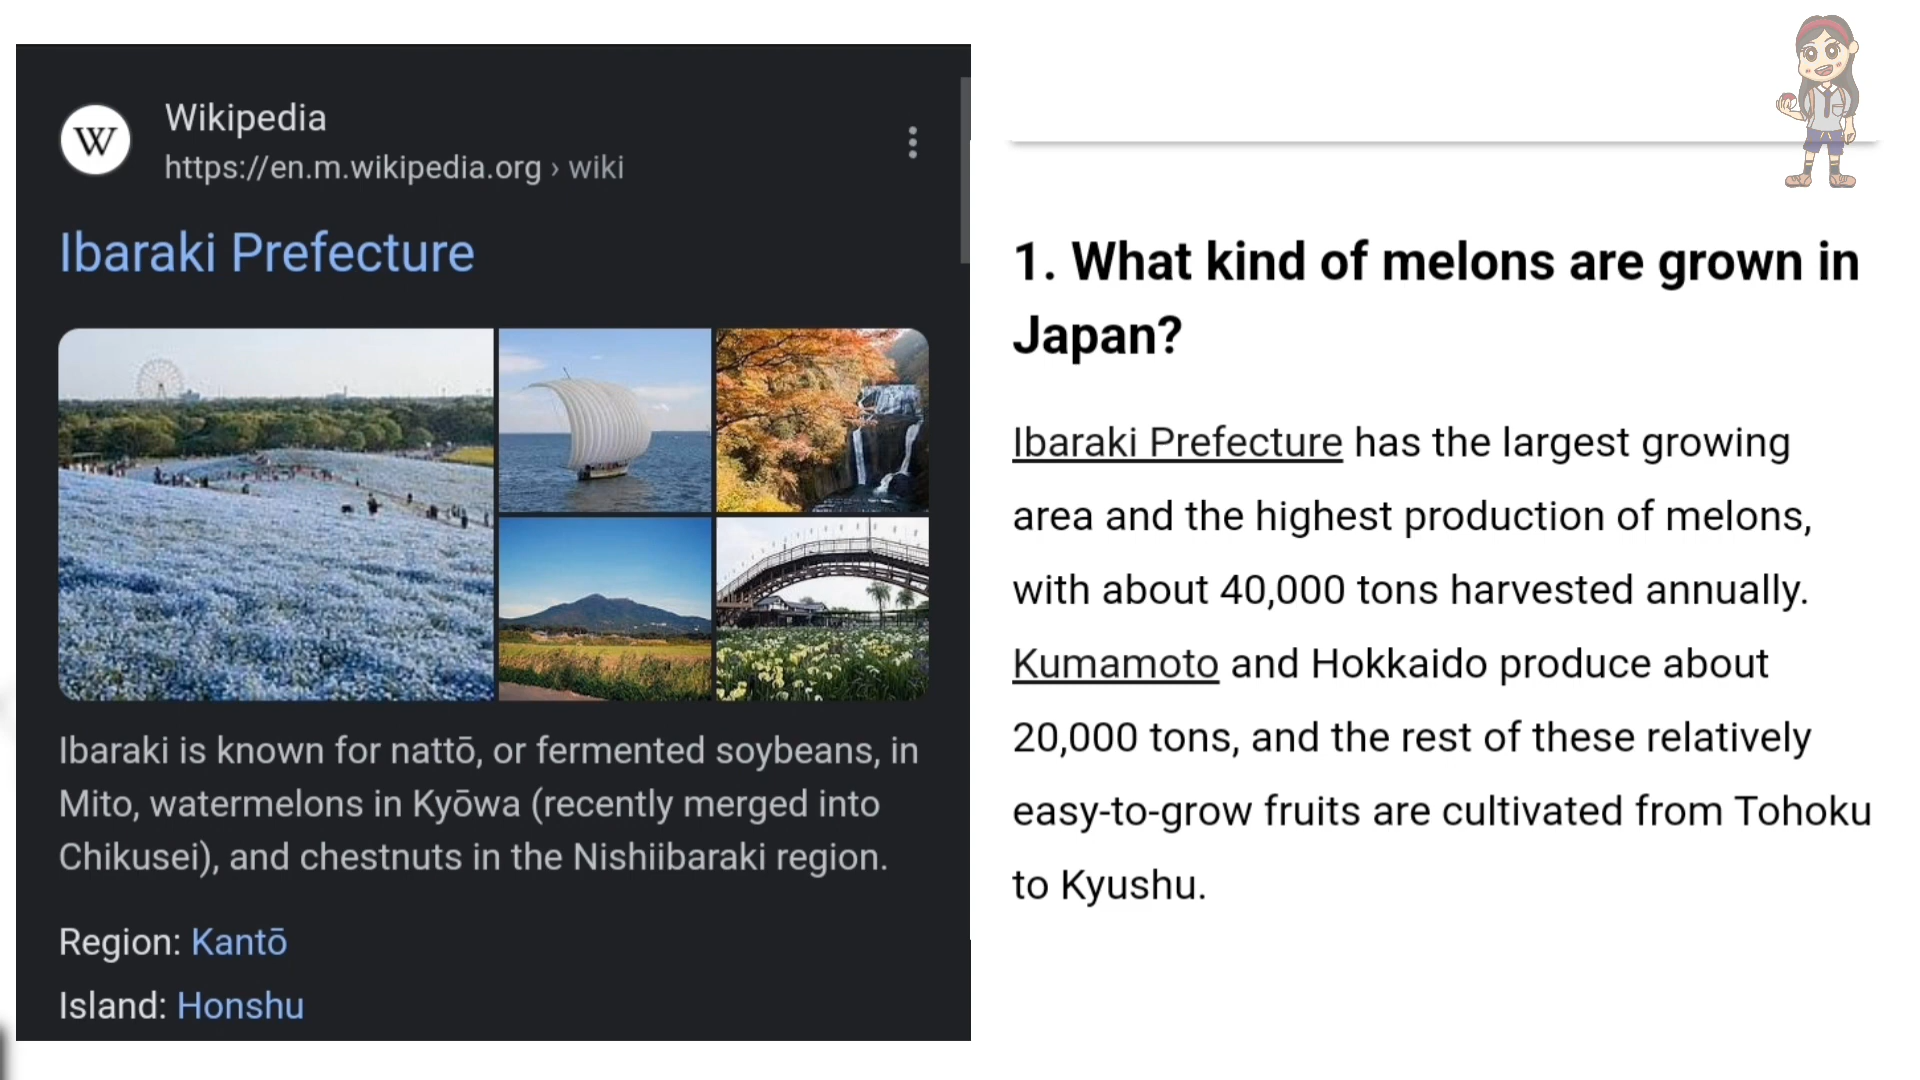 W
Wikipedia
https://en.m.wikipedia.org › wiki
Ibaraki Prefecture
Ibaraki is known for nattō, or fermented soybeans, in
Mito, watermelons in Kyōwa (recently merged into
Chikusei), and chestnuts in the Nishiibaraki region.
Region: Kantō
Island: Honshu
1. What kind of melons are grown in
Japan?
Ibaraki Prefecture has the largest growing
area and the highest production of melons,
with about 40,000 tons harvested annually.
Kumamoto and Hokkaido produce about
20,000 tons, and the rest of these relatively
easy-to-grow fruits are cultivated from Tohoku
to Kyushu.